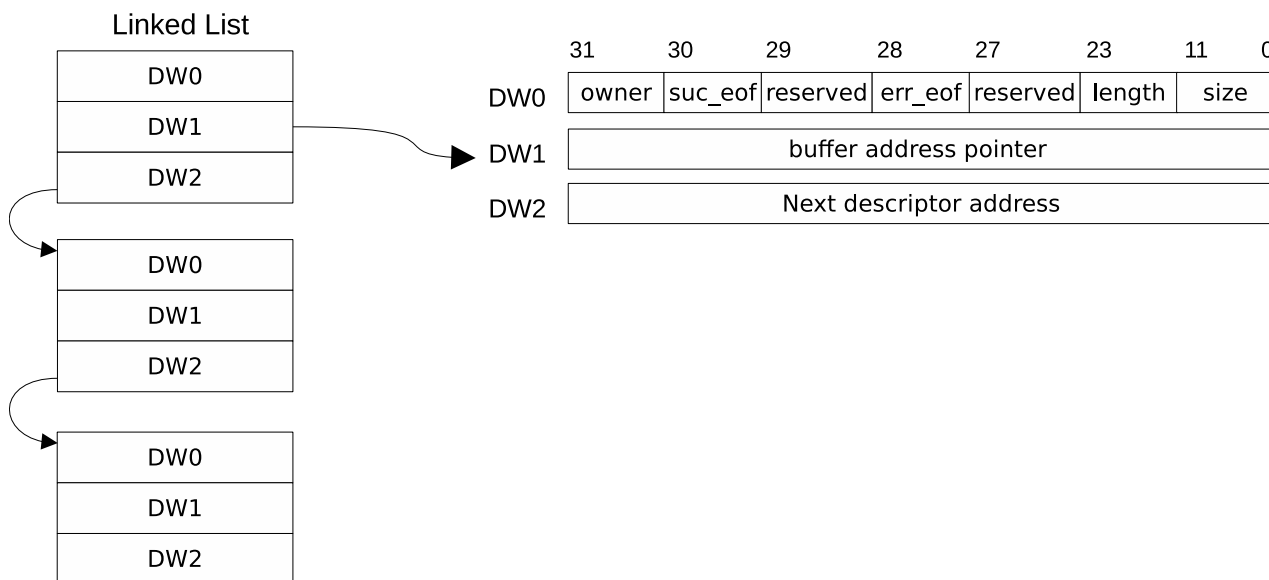 Linked List
DW0
DW1
DW2
DW0
DW1
DW2
DW0
DW1
DW2
31 30 29 28 27 23 11 0
DW0 owner suc_eof reserved err_eof reserved length size
DW1 buffer address pointer
DW2 Next descriptor address